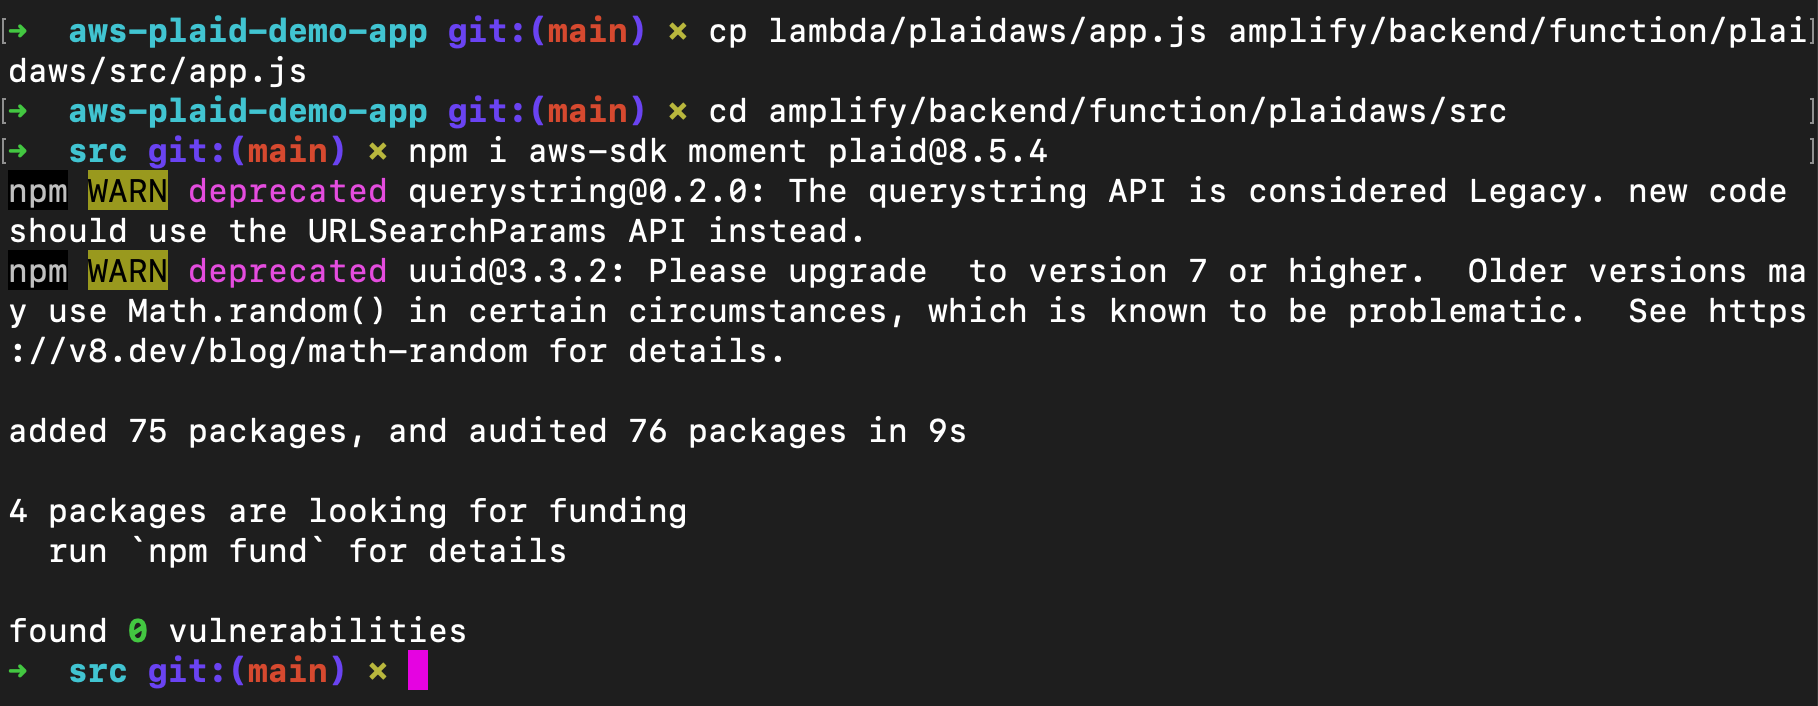 [→  aws-plaid-demo-app git:(main) ✗ cp lambda/plaidaws/app.js amplify/backend/function/plai]
daws/src/app.js
[→  aws-plaid-demo-app git:(main) ✗ cd amplify/backend/function/plaidaws/src ]
[→  src git:(main) ✗ npm i aws-sdk moment plaid@8.5.4 ]
npm WARN deprecated querystring@0.2.0: The querystring API is considered Legacy. new code
should use the URLSearchParams API instead.
npm WARN deprecated uuid@3.3.2: Please upgrade  to version 7 or higher.  Older versions ma
y use Math.random() in certain circumstances, which is known to be problematic.  See https
://v8.dev/blog/math-random for details.
added 75 packages, and audited 76 packages in 9s
4 packages are looking for funding
  run `npm fund` for details
found 0 vulnerabilities
→  src git:(main) ✗